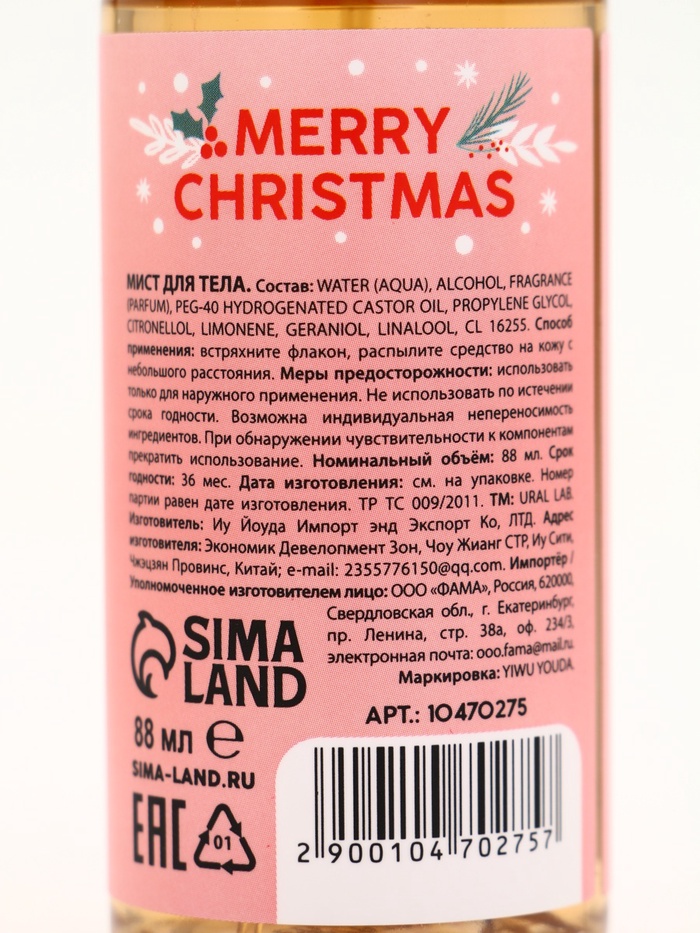 MERRY
CHRISTMAS
МИСТ ДЛЯ ТЕЛА. Состав: WATER (AQUA), ALCOHOL, FRAGRANCE
(PARFUM), PEG-40 HYDROGENATED CASTOR OIL, PROPYLENE GLYCOL,
CITRONELLOL, LIMONENE, GERANIOL, LINALOOL, CL 16255. Способ
применения: встряхните флакон, распылите средство на кожу с
небольшого расстояния. Меры предосторожности: использовать
только для наружного применения. Не использовать по истечении
срока годности. Возможна индивидуальная непереносимость
ингредиентов. При обнаружении чувствительности к компонентам
прекратить использование. Номинальный объём: 88 мл. Срок
годности: 36 мес. Дата изготовления: см. на упаковке. Номер
партии равен дате изготовления. ТР ТС 009/2011. ТМ: URAL LAB.
Изготовитель: Иу Йоуда Импорт энд Экспорт Ко, ЛТД. Адрес
изготовителя: Экономик Девелопмент Зон, Чоу Жианг СТР, Иу Сити,
Чжэцзян Провинс, Китай; e-mail: 2355776150@qq.com. Импортёр /
Уполномоченное изготовителем лицо: ООО «ФАМА», Россия, 620000,
Свердловская обл., г. Екатеринбург,
пр. Ленина, стр. 38а, оф. 234/3,
электронная почта: ooo.fama@mail.ru.
Маркировка: YIWU YOUDA.
SIMA
LAND
АРТ.: 10470275
88 мл e
SIMA-LAND.RU
EAC
01
2 900104 702757